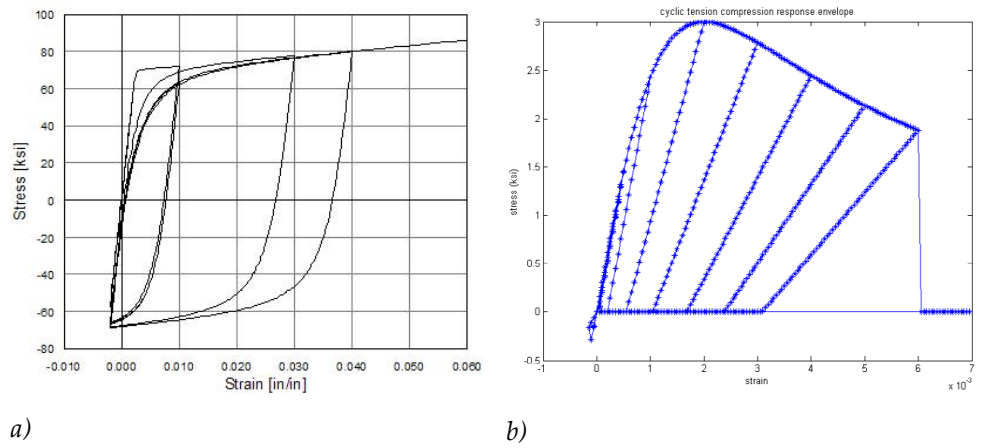 100
80
60
40
20
0
-20
-40
-60
-80
Stress [ksi]
-0.010 0.000 0.010 0.020 0.030 0.040 0.050 0.060
Strain [in/in]
a)
cyclic tension compression response envelope
3
2.5
2
1.5
1
0.5
0
-0.5
stress (ksi)
-1 0 1 2 3 4 5 6 7
strain
x 10⁻³
b)